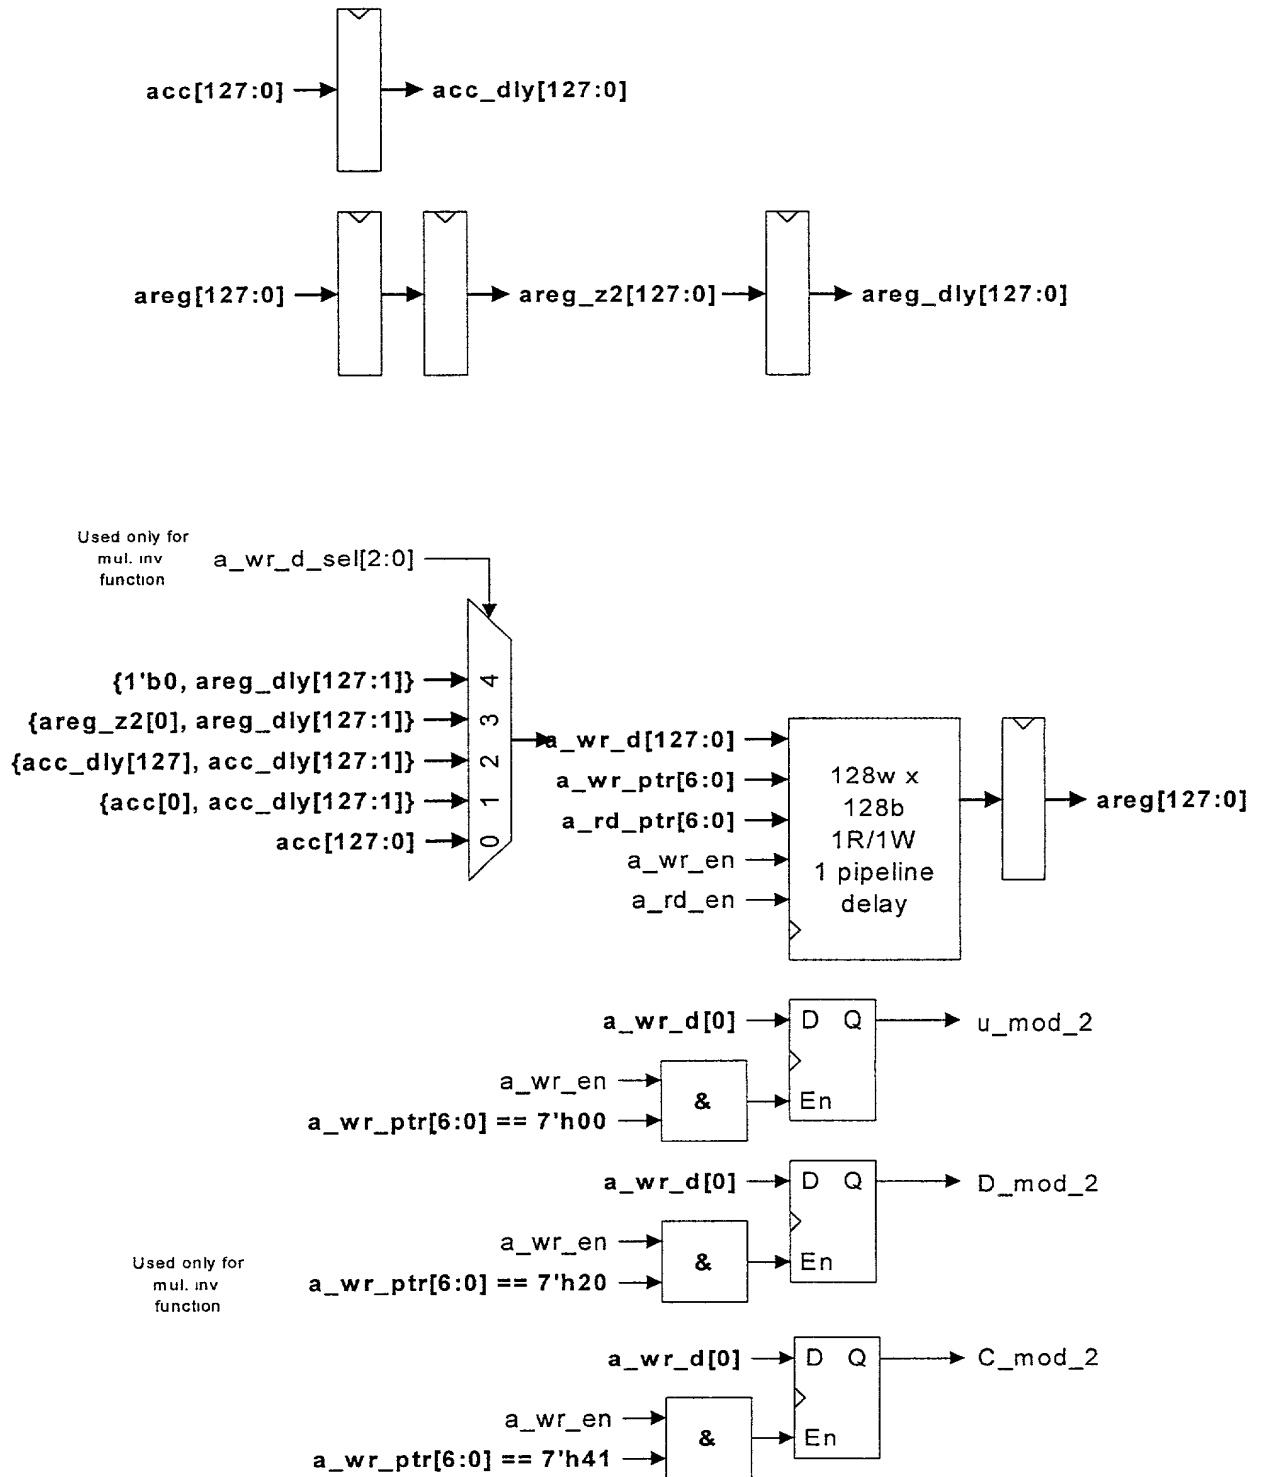 acc[127:0]
acc_dly[127:0]
areg[127:0]
areg_z2[127:0]
areg_dly[127:0]
Used only for
mul. inv
function
a_wr_d_sel[2:0]
{1'b0, areg_dly[127:1]}
4
{areg_z2[0], areg_dly[127:1]}
3
{acc_dly[127], acc_dly[127:1]}
2
{acc[0], acc_dly[127:1]}
1
acc[127:0]
0
a_wr_d[127:0]
a_wr_ptr[6:0]
a_rd_ptr[6:0]
a_wr_en
a_rd_en
128w x
128b
1R/1W
1 pipeline
delay
areg[127:0]
a_wr_d[0]
D Q
u_mod_2
a_wr_en
&
En
a_wr_ptr[6:0] == 7'h00
a_wr_d[0]
D Q
D_mod_2
a_wr_en
&
En
a_wr_ptr[6:0] == 7'h20
Used only for
mul. inv
function
a_wr_d[0]
D Q
C_mod_2
a_wr_en
&
En
a_wr_ptr[6:0] == 7'h41